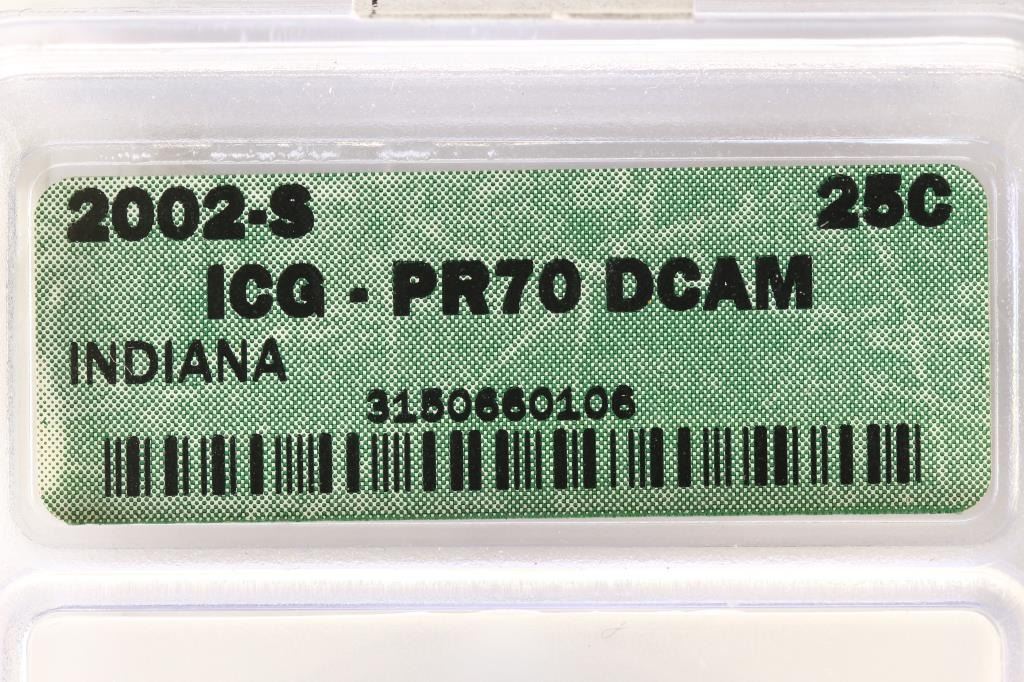 2002-S 25C
ICG - PR70 DCAM
INDIANA
3150660106